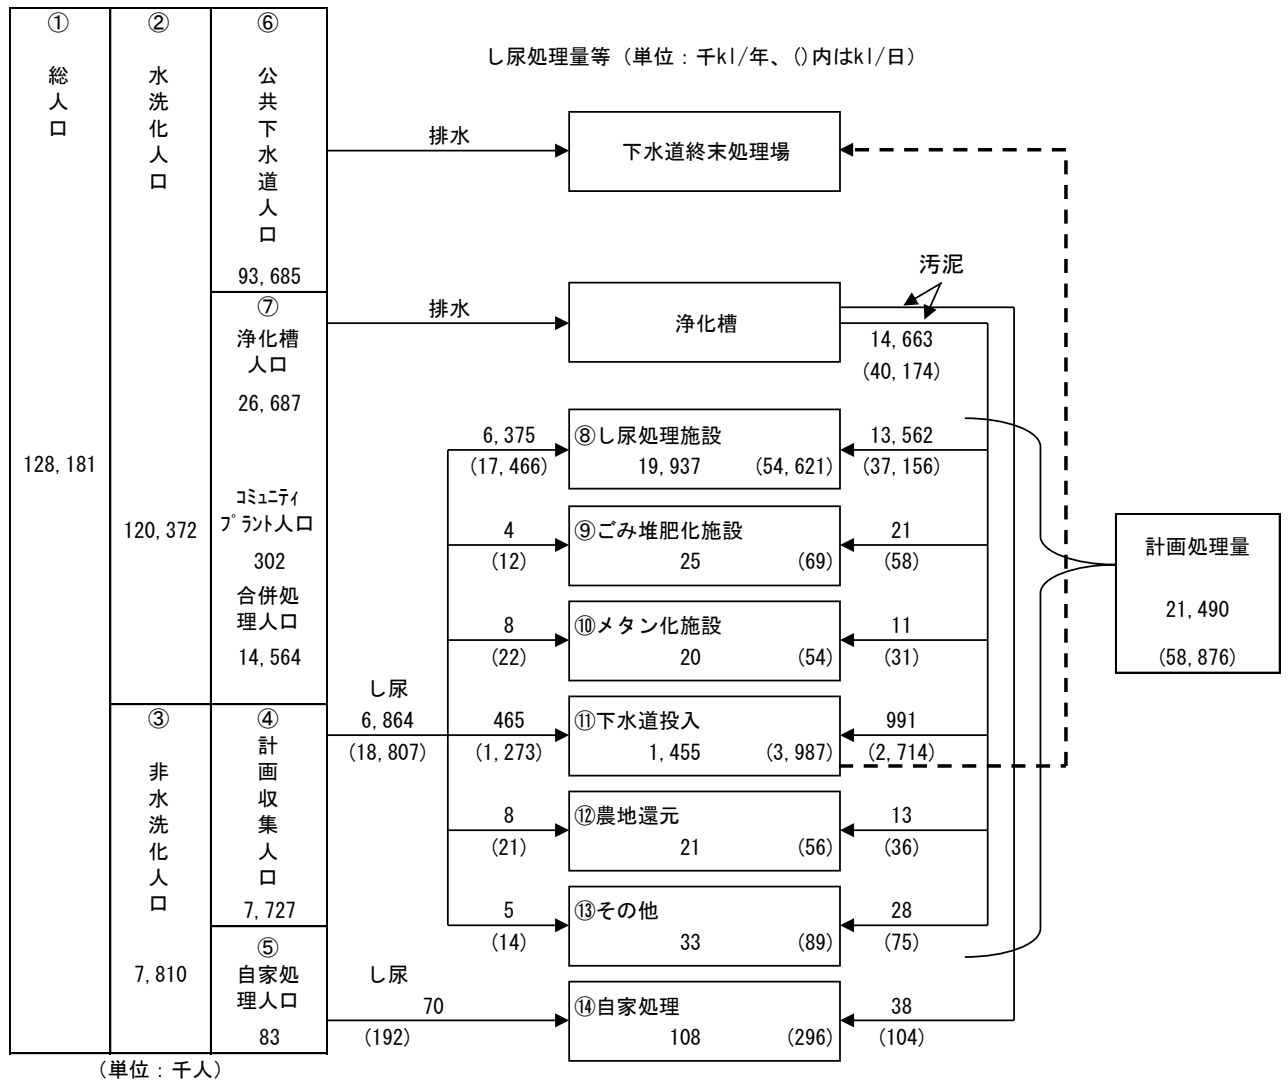 ① ② ⑥
総人口
水洗化人口
公共下水道人口
し尿処理量等（単位：千kl/年、()内はkl/日）
排水
下水道終末処理場
93,685
⑦
浄化槽
人口
26,687
排水
浄化槽
汚泥
14,663
(40,174)
128,181
120,372
コミュニティ
プラント人口
302
合併処
理人口
14,564
6,375
(17,466)
⑧し尿処理施設
19,937 (54,621)
13,562
(37,156)
4
(12)
⑨ごみ堆肥化施設
25 (69)
21
(58)
計画処理量
21,490
(58,876)
8
(22)
⑩メタン化施設
20 (54)
11
(31)
③
非水洗化人口
7,810
④
計画収集人口
7,727
し尿
6,864
(18,807)
465
(1,273)
⑪下水道投入
1,455 (3,987)
991
(2,714)
8
(21)
⑫農地還元
21 (56)
13
(36)
5
(14)
⑬その他
33 (89)
28
(75)
⑤
自家処
理人口
83
し尿
70
(192)
⑭自家処理
108 (296)
38
(104)
（単位：千人）